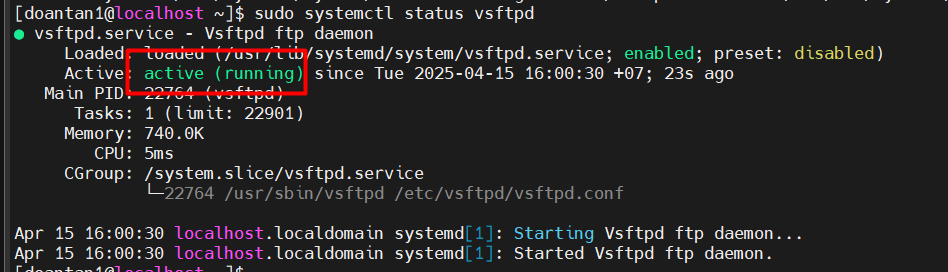 [doantan1@localhost ~]$ sudo systemctl status vsftpd
● vsftpd.service - Vsftpd ftp daemon
Loaded: loaded (/usr/lib/systemd/system/vsftpd.service; enabled; preset: disabled)
Active: active (running) since Tue 2025-04-15 16:00:30 +07; 23s ago
Main PID: 22764 (vsftpd)
Tasks: 1 (limit: 22901)
Memory: 740.0K
CPU: 5ms
CGroup: /system.slice/vsftpd.service
└─22764 /usr/sbin/vsftpd /etc/vsftpd/vsftpd.conf
Apr 15 16:00:30 localhost.localdomain systemd[1]: Starting Vsftpd ftp daemon...
Apr 15 16:00:30 localhost.localdomain systemd[1]: Started Vsftpd ftp daemon.